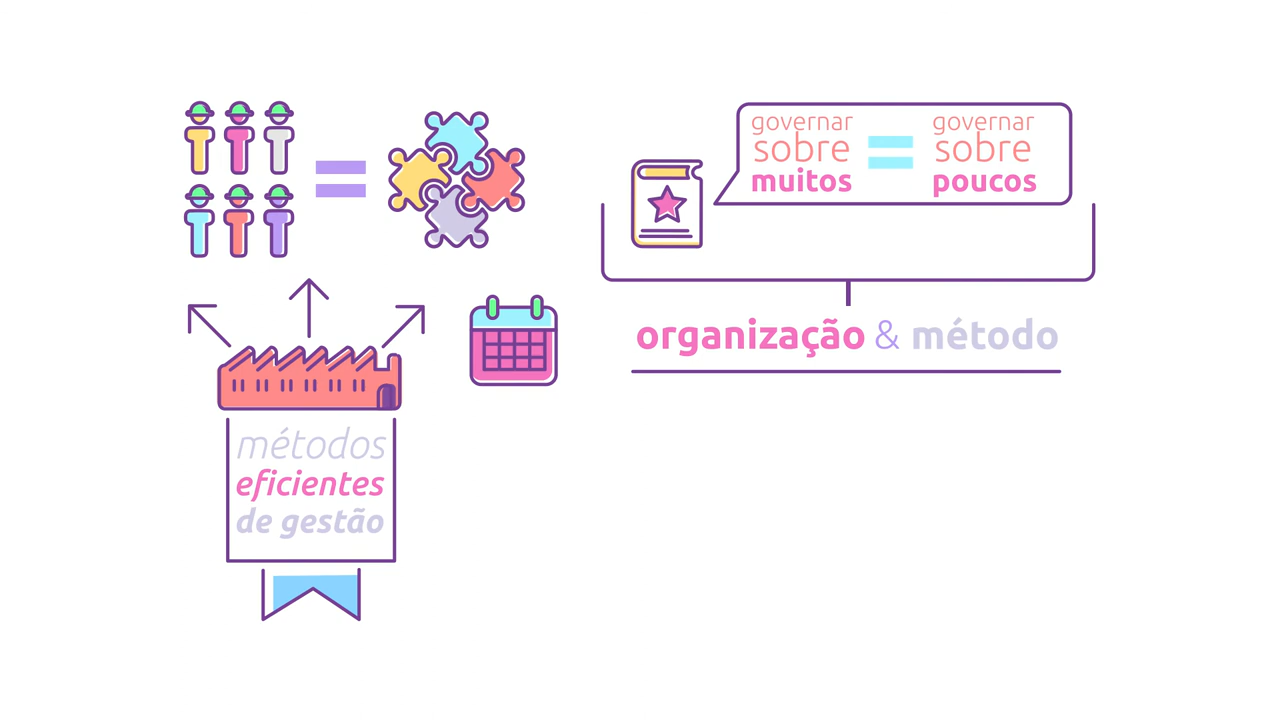 governar
sobre
muitos
governar
sobre
poucos
organização & método
métodos
eficientes
de gestão